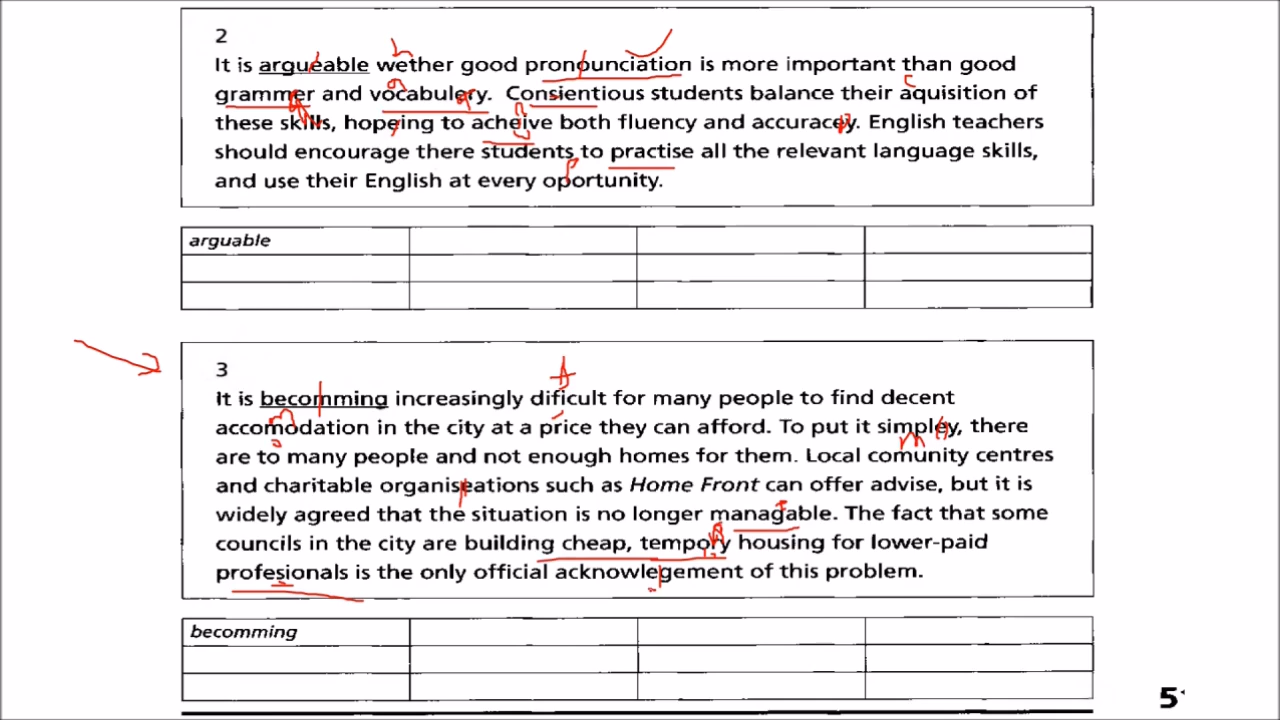 2
It is argueable wether good pronounciation is more important than good
grammer and vocabulery. Consientious students balance their aquisition of
these skills, hopeing to acheive both fluency and accuracey. English teachers
should encourage there students to practise all the relevant language skills,
and use their English at every oportunity.
arguable
3
It is becomming increasingly dificult for many people to find decent
accomodation in the city at a price they can afford. To put it simpley, there
are to many people and not enough homes for them. Local comunity centres
and charitable organiseations such as Home Front can offer advise, but it is
widely agreed that the situation is no longer managable. The fact that some
councils in the city are building cheap, tempory housing for lower-paid
profesionals is the only official acknowlegement of this problem.
becomming
5